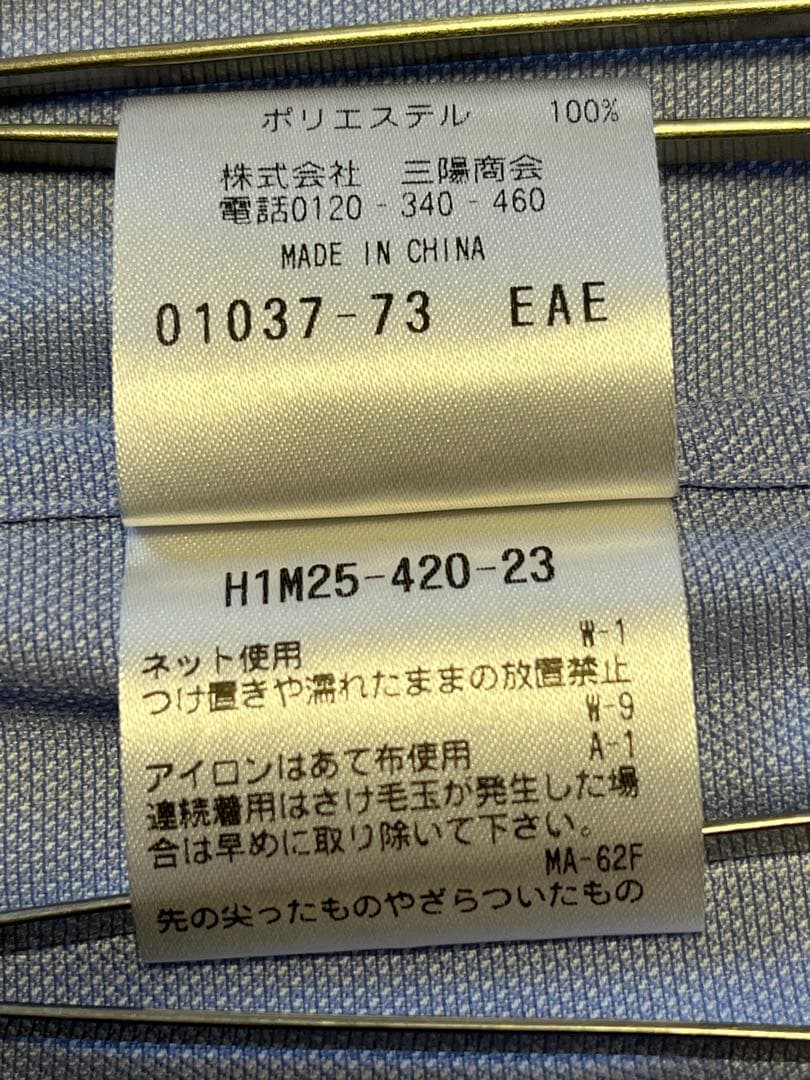 ポリエステル 100%
株式会社 三陽商会
電話0120-340-460
MADE IN CHINA
01037-73 EAE
H1M25-420-23
W-1
ネット使用
つけ置きや濡れたままの放置禁止
W-9
A-1
アイロンはあて布使用
連続着用はさけ毛玉が発生した場
合は早めに取り除いて下さい。
MA-62F
先の尖ったものやざらついたもの